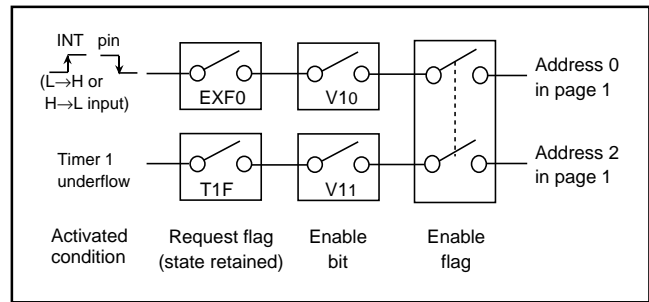 INT pin
(L→H or
H→L input)
EXF0
V10
Address 0
in page 1
Timer 1
underflow
T1F
V11
Address 2
in page 1
Activated
condition
Request flag
(state retained)
Enable
bit
Enable
flag